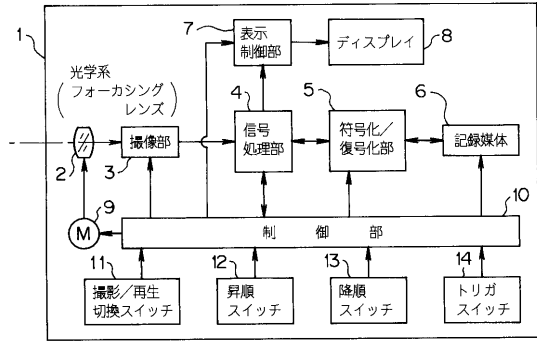 1
7
表示
制御部
ディスプレイ
8
光学系
フォーカシング
レンズ
2
撮像部
3
4
信号
処理部
5
符号化／
復号化部
6
記録媒体
9
M
制御部
10
11
撮影／再生
切換スイッチ
12
昇順
スイッチ
13
降順
スイッチ
14
トリガ
スイッチ